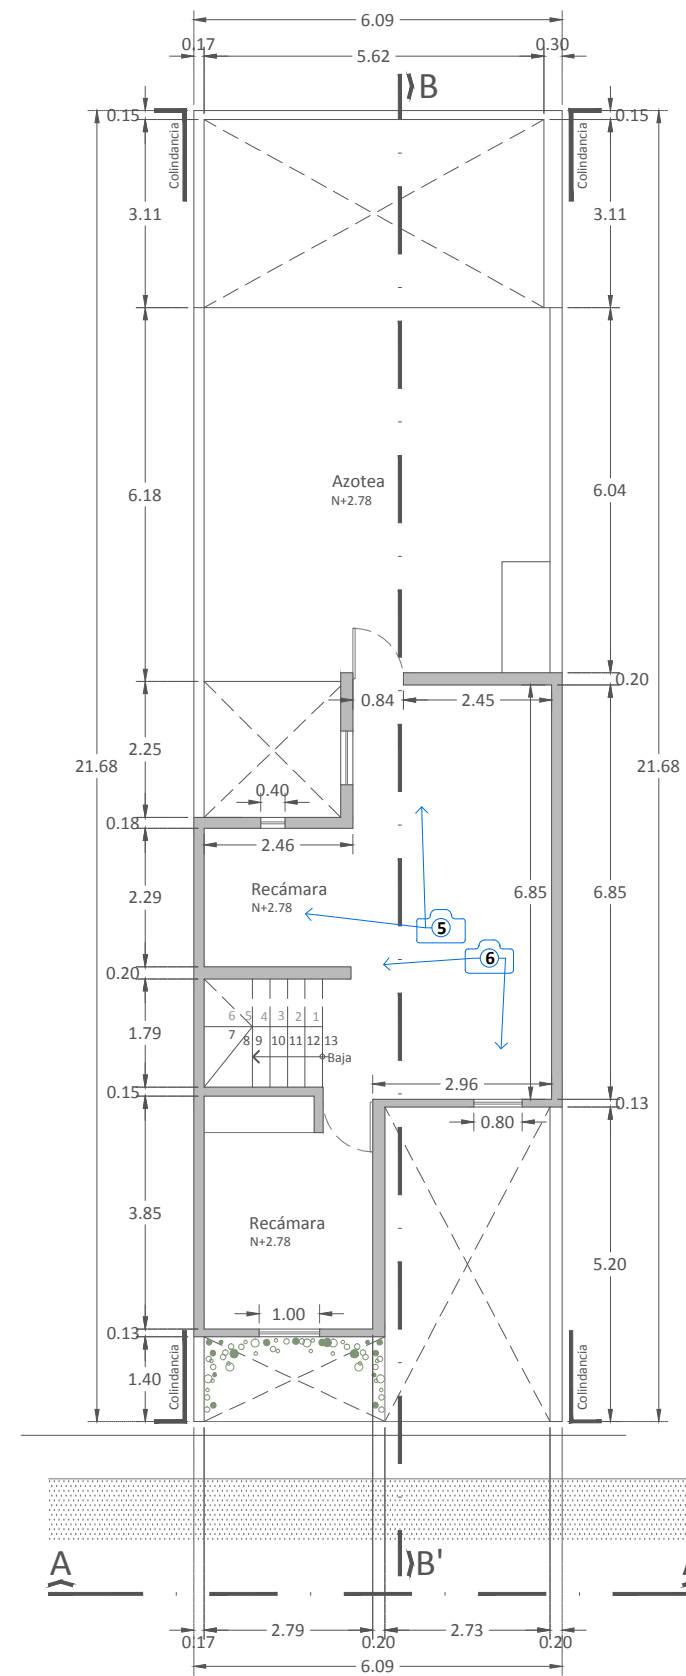 6.09
0.17 5.62 0.30
B
0.15 Colindancia Colindancia 0.15
3.11 3.11
6.18 Azotea 6.04
N+2.78
0.84 2.45 0.20
2.25
21.68 21.68
0.40
0.18
2.46
2.29 Recámara 6.85 6.85
N+2.78
5
6
0.20
1.79 6 5 4 3 2 1
7 8 9 10 11 12 13
Baja
0.15 2.96 0.13
0.80
3.85 Recámara
N+2.78
5.20
1.00
0.13
1.40 Colindancia Colindancia
A B'
0.17 2.79 0.20 2.73 0.20
6.09